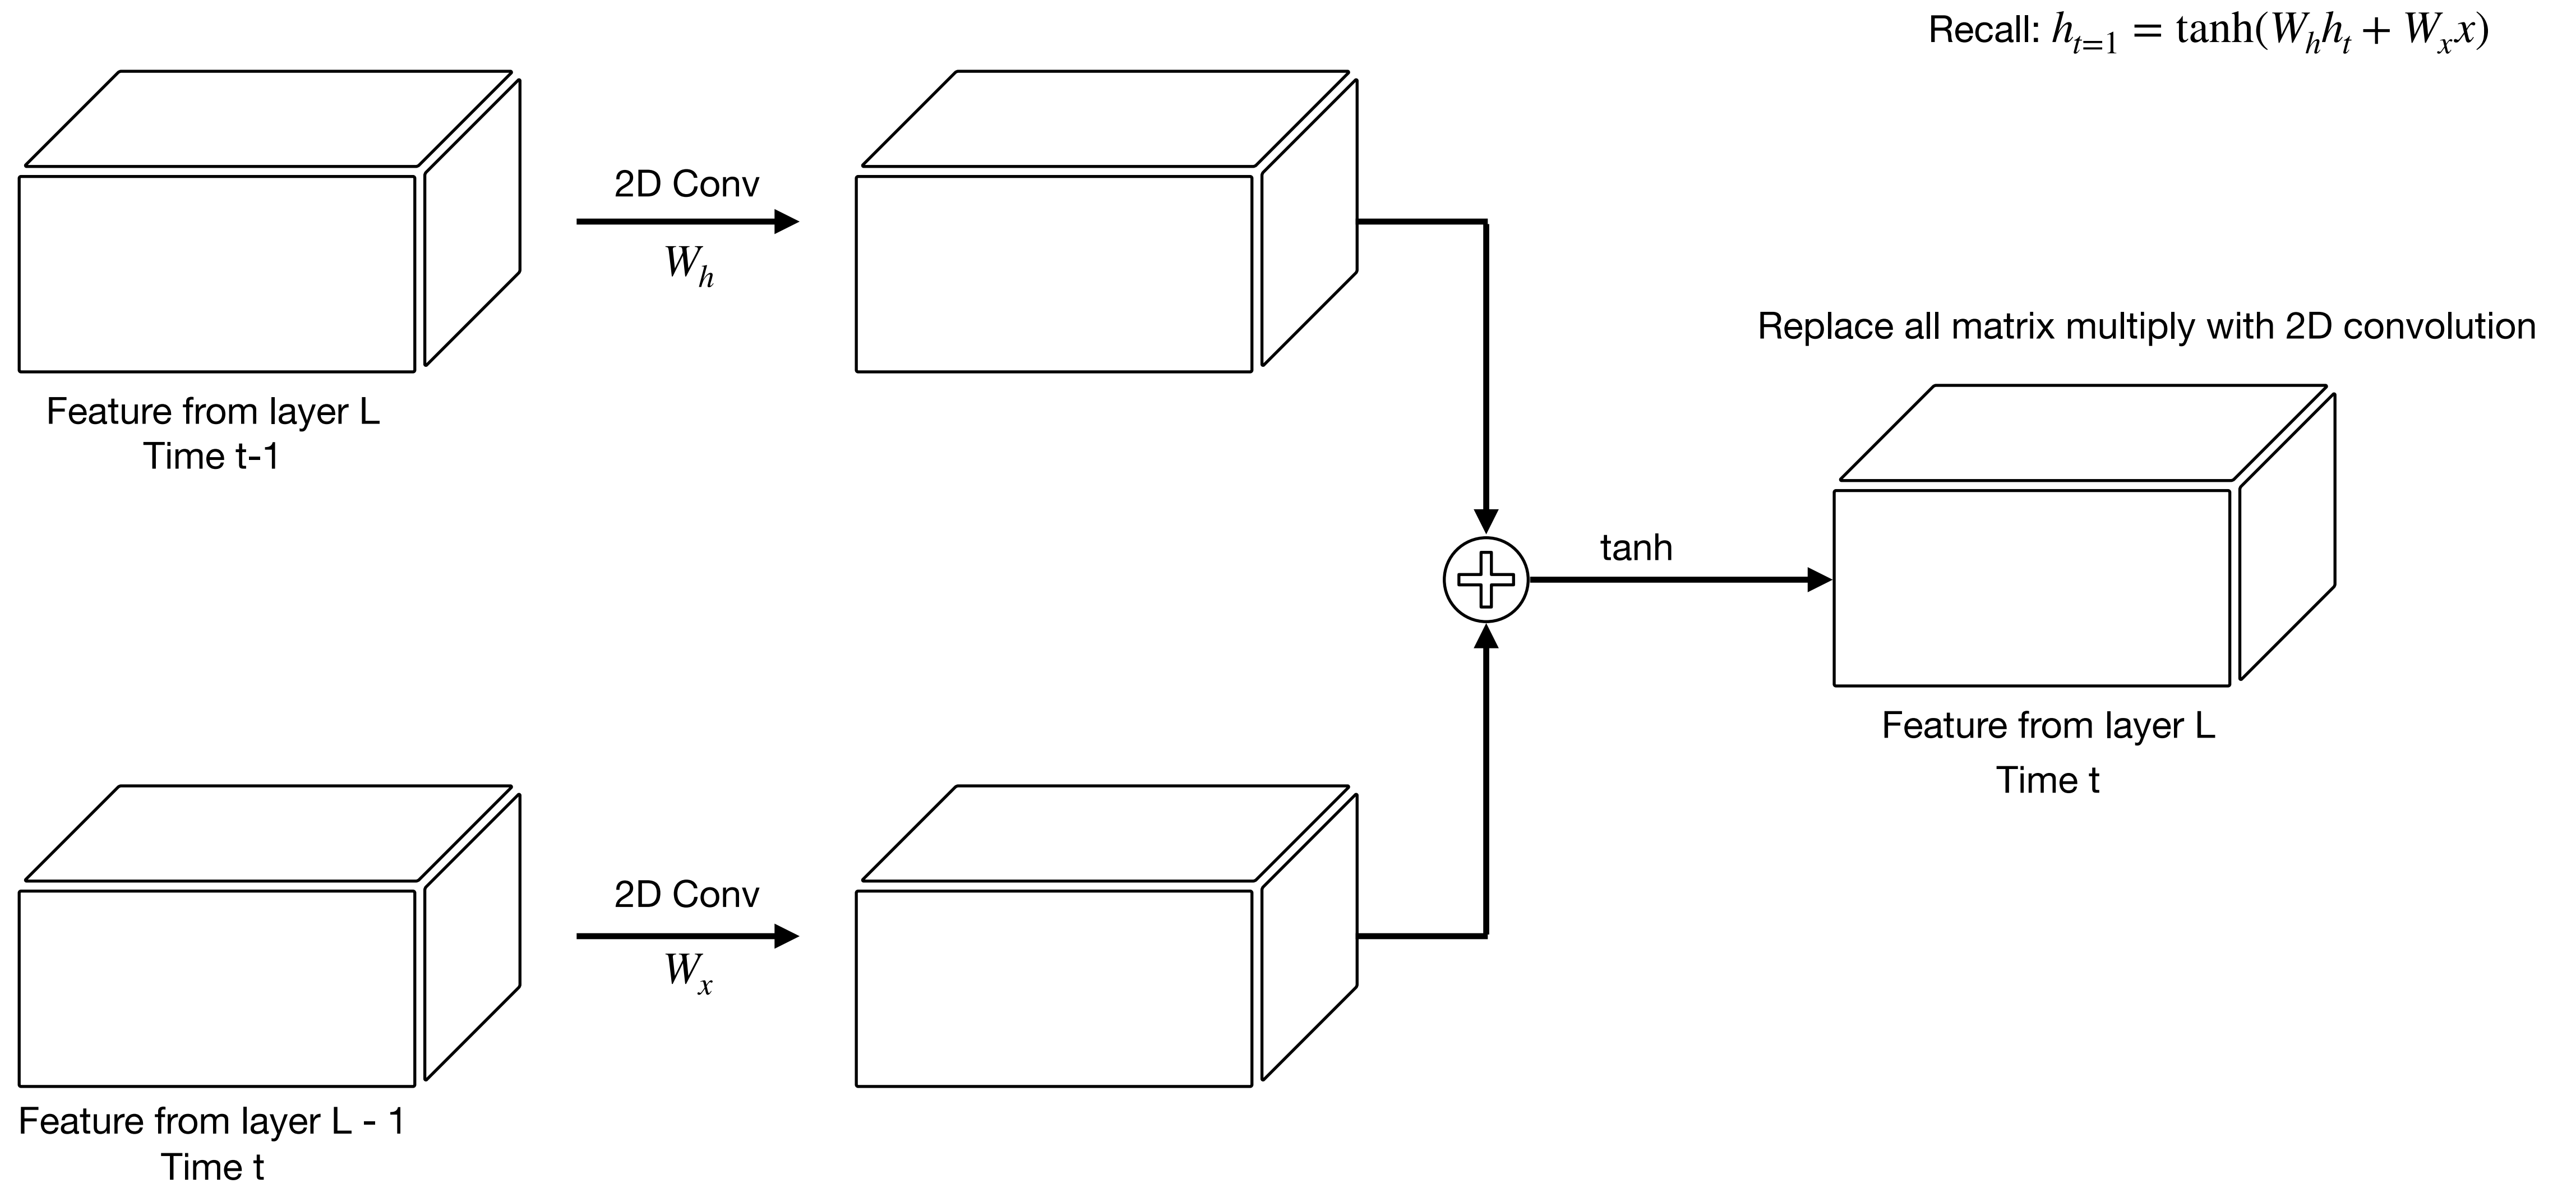 Recall: h_{t=1} = tanh(W_h h_t + W_x x)
2D Conv
W_h
Feature from layer L
Time t-1
Replace all matrix multiply with 2D convolution
tanh
Feature from layer L
Time t
2D Conv
W_x
Feature from layer L - 1
Time t